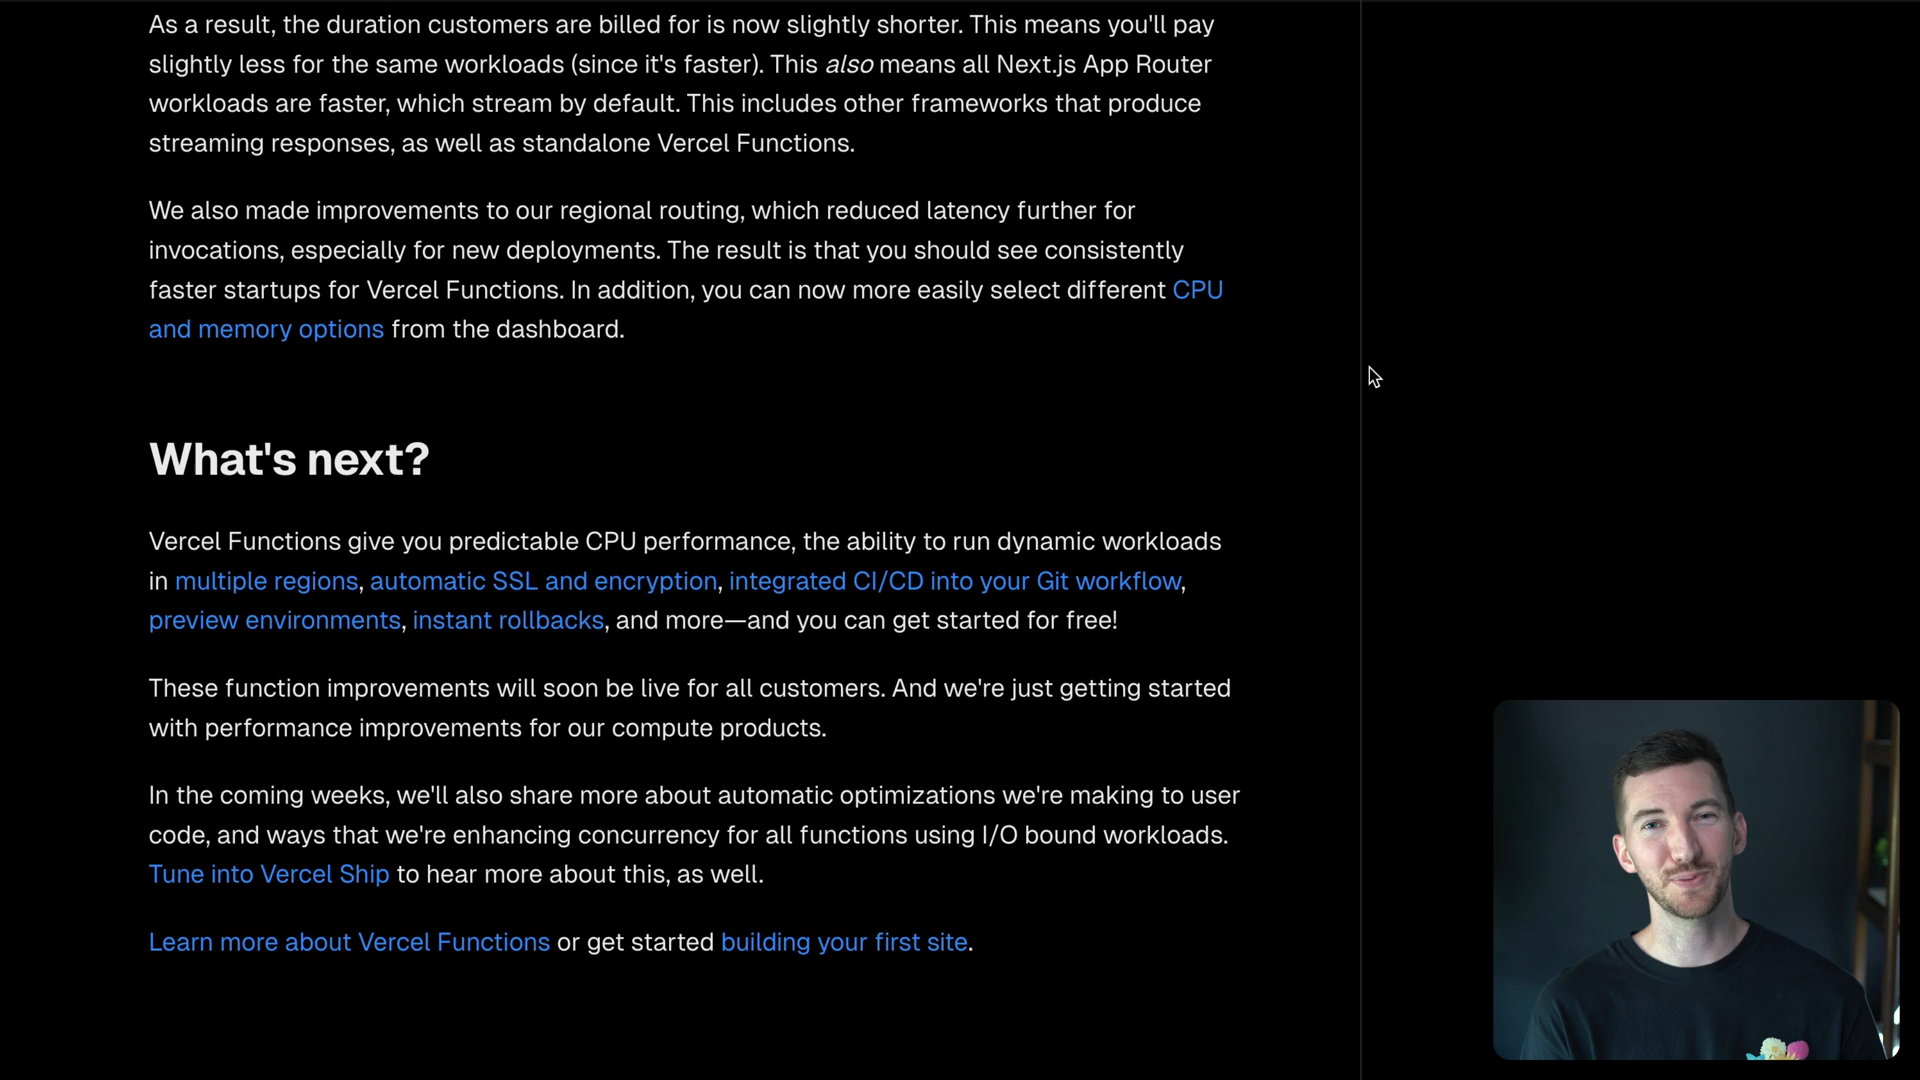 As a result, the duration customers are billed for is now slightly shorter. This means you'll pay
slightly less for the same workloads (since it's faster). This also means all Next.js App Router
workloads are faster, which stream by default. This includes other frameworks that produce
streaming responses, as well as standalone Vercel Functions.
We also made improvements to our regional routing, which reduced latency further for
invocations, especially for new deployments. The result is that you should see consistently
faster startups for Vercel Functions. In addition, you can now more easily select different CPU
and memory options from the dashboard.
What's next?
Vercel Functions give you predictable CPU performance, the ability to run dynamic workloads
in multiple regions, automatic SSL and encryption, integrated CI/CD into your Git workflow,
preview environments, instant rollbacks, and more—and you can get started for free!
These function improvements will soon be live for all customers. And we're just getting started
with performance improvements for our compute products.
In the coming weeks, we'll also share more about automatic optimizations we're making to user
code, and ways that we're enhancing concurrency for all functions using I/O bound workloads.
Tune into Vercel Ship to hear more about this, as well.
Learn more about Vercel Functions or get started building your first site.